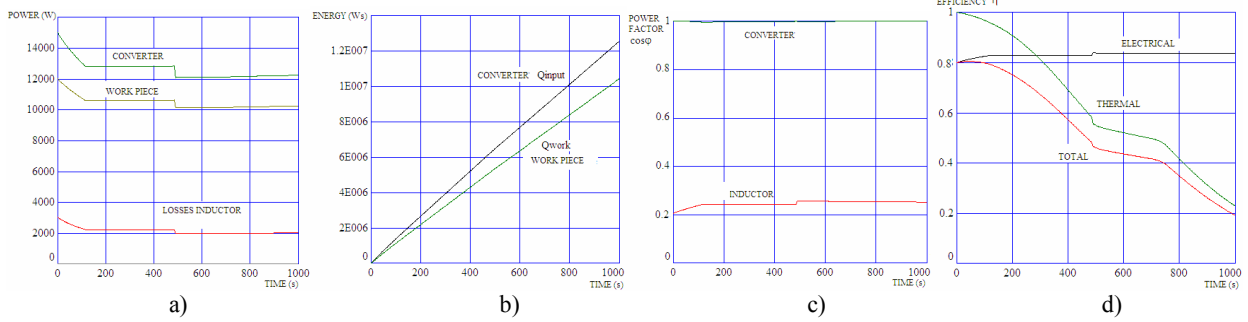 POWER (W)
14000
12000
10000
8000
6000
4000
2000
0
CONVERTER
WORK PIECE
LOSSES INDUCTOR
0 200 400 600 800 1000
TIME (s)
a)
ENERGY (Ws)
1.2E007
1E007
8E006
6E006
4E006
2E006
0
CONVERTER Qinput
Qwork
WORK PIECE
0 200 400 600 800 1000
TIME (s)
b)
POWER
FACTOR
cosφ
1
0.8
0.6
0.4
0.2
0
CONVERTER
INDUCTOR
0 200 400 600 800 1000
TIME (s)
c)
EFFICIENCY η
1
0.8
0.6
0.4
0.2
0
ELECTRICAL
THERMAL
TOTAL
0 200 400 600 800 1000
TIME (s)
d)